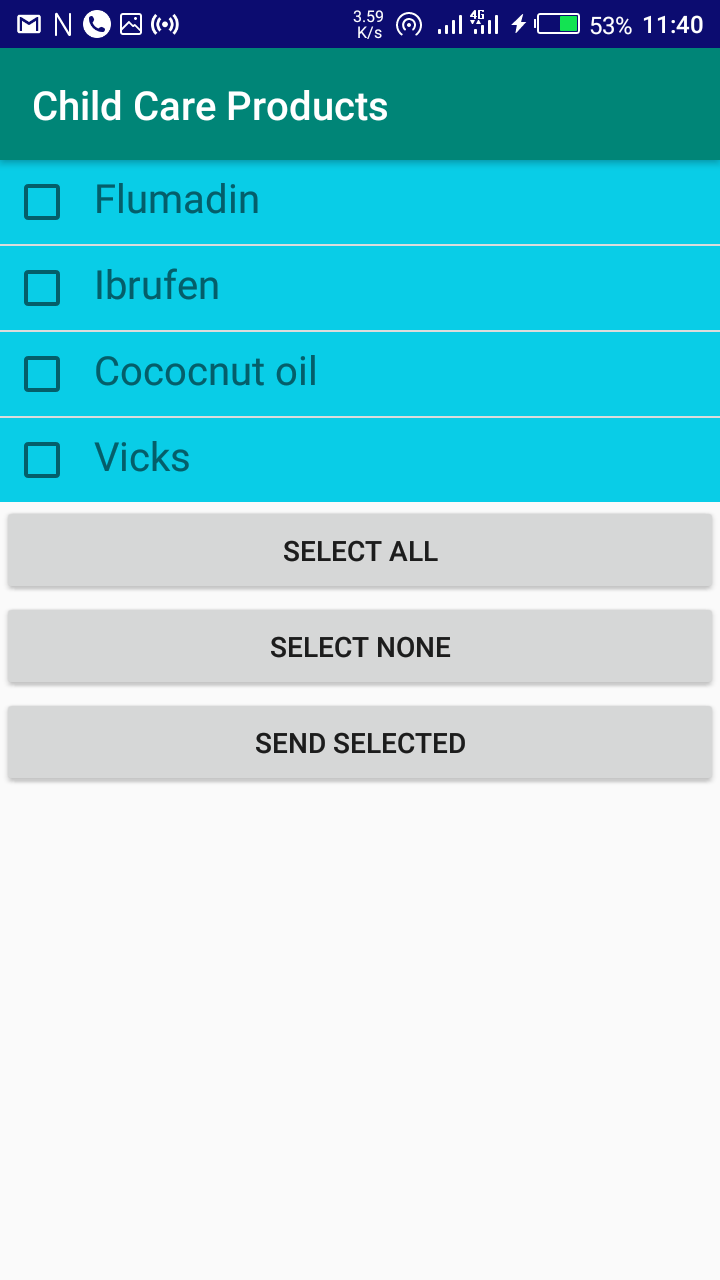 3.59
K/s
4G
53%
11:40
Child Care Products
Flumadin
Ibrufen
Cococnut oil
Vicks
SELECT ALL
SELECT NONE
SEND SELECTED